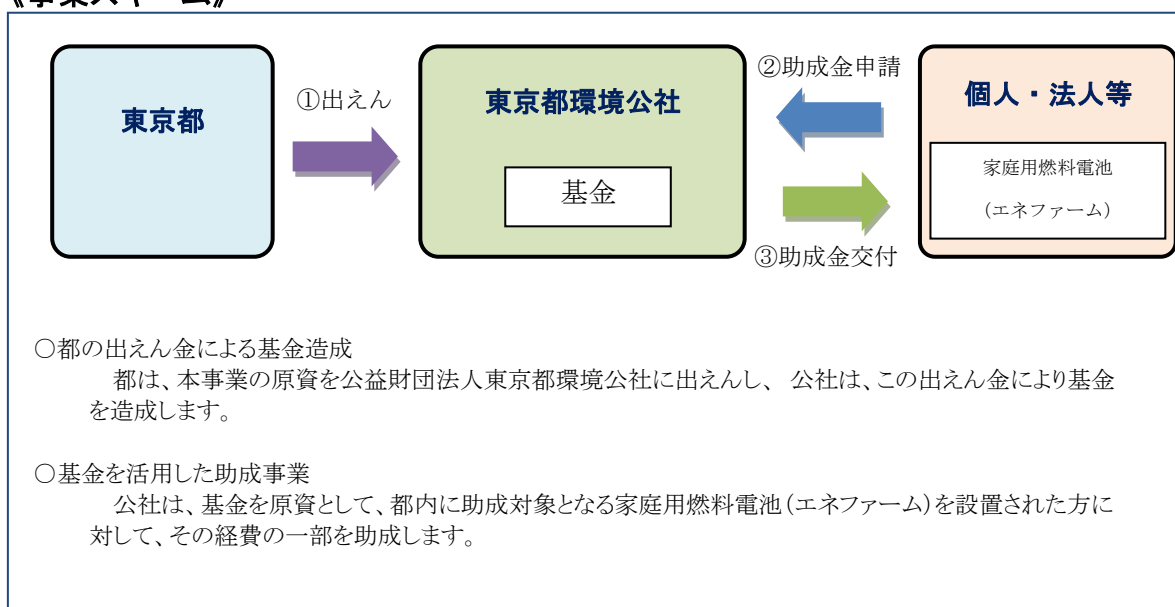 《事業スキーム》
東京都
①出えん
東京都環境公社
基金
②助成金申請
③助成金交付
個人・法人等
家庭用燃料電池
(エネファーム)
○都の出えん金による基金造成
都は、本事業の原資を公益財団法人東京都環境公社に出えんし、 公社は、この出えん金により基金
を造成します。
○基金を活用した助成事業
公社は、基金を原資として、都内に助成対象となる家庭用燃料電池(エネファーム)を設置された方に
対して、その経費の一部を助成します。